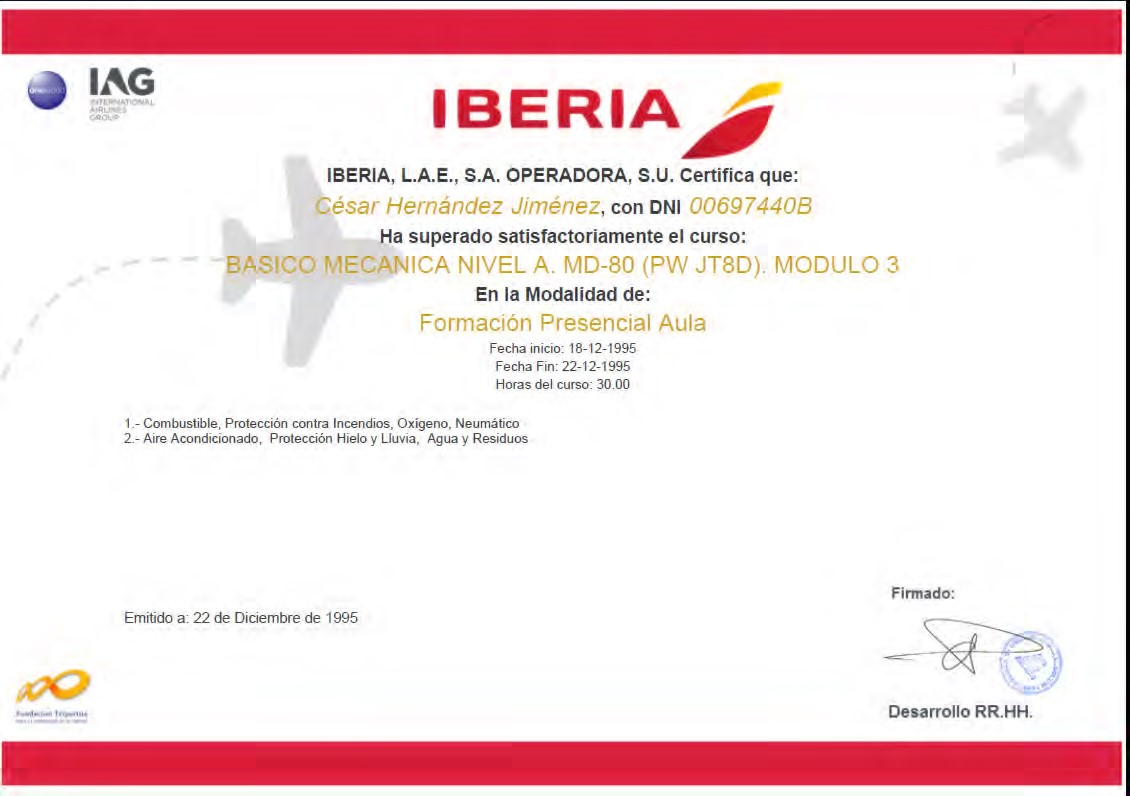 oneworld
IAG
INTERNATIONAL
AIRLINES
GROUP
IBERIA
IBERIA, L.A.E., S.A. OPERADORA, S.U. Certifica que:
César Hernández Jiménez, con DNI 00697440B
Ha superado satisfactoriamente el curso:
BASICO MECANICA NIVEL A. MD-80 (PW JT8D). MODULO 3
En la Modalidad de:
Formación Presencial Aula
Fecha inicio: 18-12-1995
Fecha Fin: 22-12-1995
Horas del curso: 30.00
1.- Combustible, Protección contra Incendios, Oxígeno, Neumático
2.- Aire Acondicionado, Protección Hielo y Lluvia, Agua y Residuos
Firmado:
Emitido a: 22 de Diciembre de 1995
Fundación Tripartita
Desarrollo RR.HH.